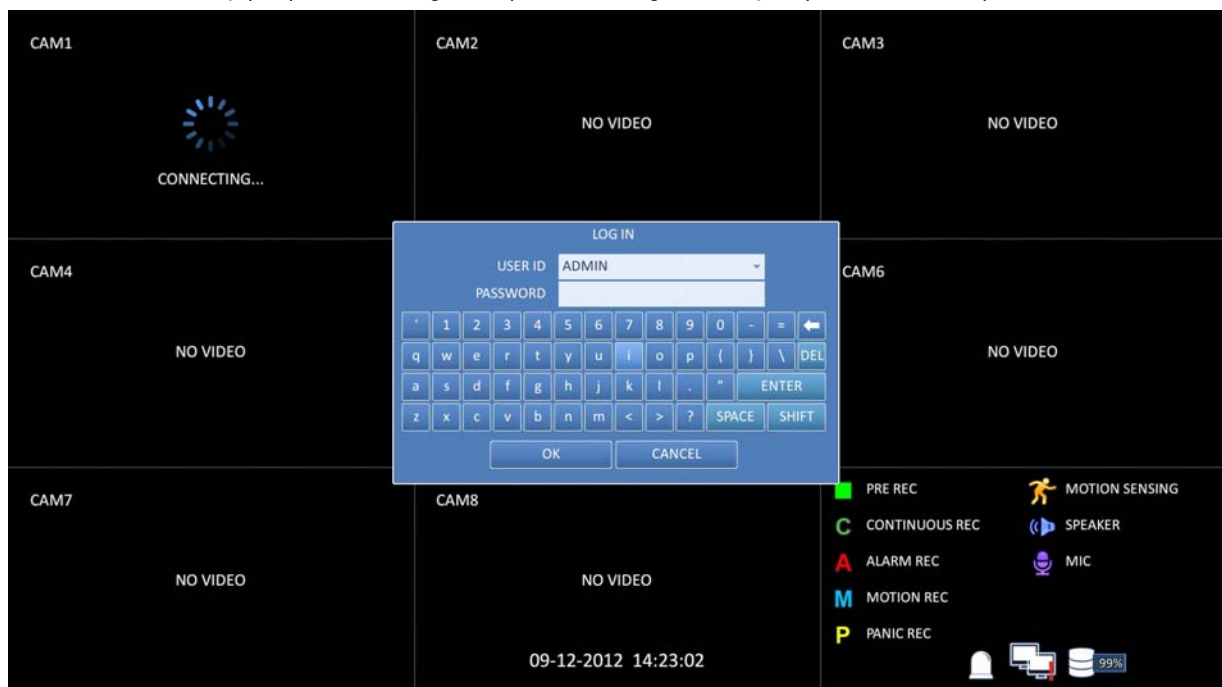 CAM1
CAM2
CAM3
NO VIDEO
NO VIDEO
CONNECTING...
LOG IN
USER ID ADMIN
PASSWORD
' 1 2 3 4 5 6 7 8 9 0 - =
q w e r t y u i o p { } \ DEL
a s d f g h j k l . " ENTER
z x c v b n m < > ? SPACE SHIFT
OK CANCEL
CAM4
CAM6
NO VIDEO
NO VIDEO
CAM7
CAM8
NO VIDEO
NO VIDEO
09-12-2012 14:23:02
PRE REC
MOTION SENSING
C CONTINUOUS REC
SPEAKER
A ALARM REC
MIC
M MOTION REC
P PANIC REC
99%